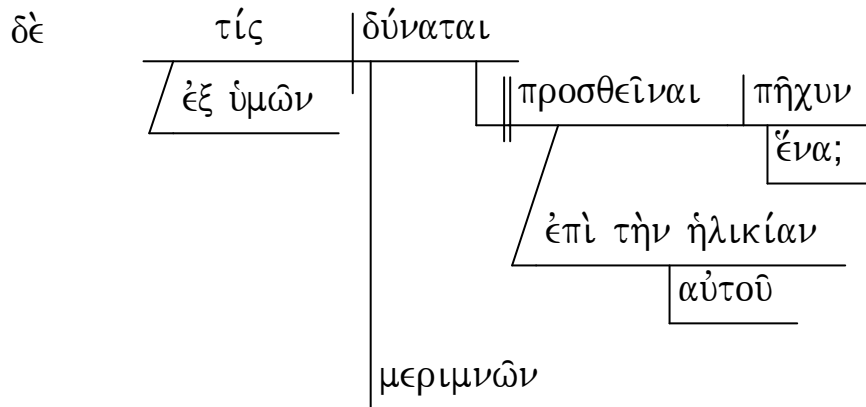 δὲ τίς δύναται
ἐξ ὑμῶν προσθεῖναι πῆχυν
ἕνα;
ἐπὶ τὴν ἡλικίαν
αὐτοῦ
μεριμνῶν